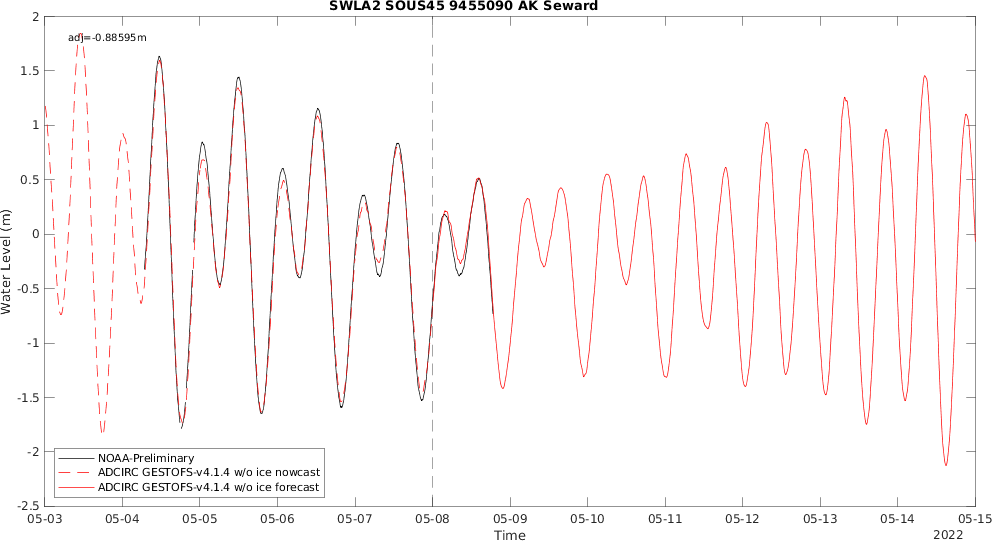 SWLA2 SOUS45 9455090 AK Seward
adj=-0.88595m
2
1.5
1
0.5
0
-0.5
-1
-1.5
-2
-2.5
Water Level (m)
NOAA-Preliminary
ADCIRC GESTOFS-v4.1.4 w/o ice nowcast
ADCIRC GESTOFS-v4.1.4 w/o ice forecast
05-03 05-04 05-05 05-06 05-07 05-08 05-09 05-10 05-11 05-12 05-13 05-14 05-15
Time
2022